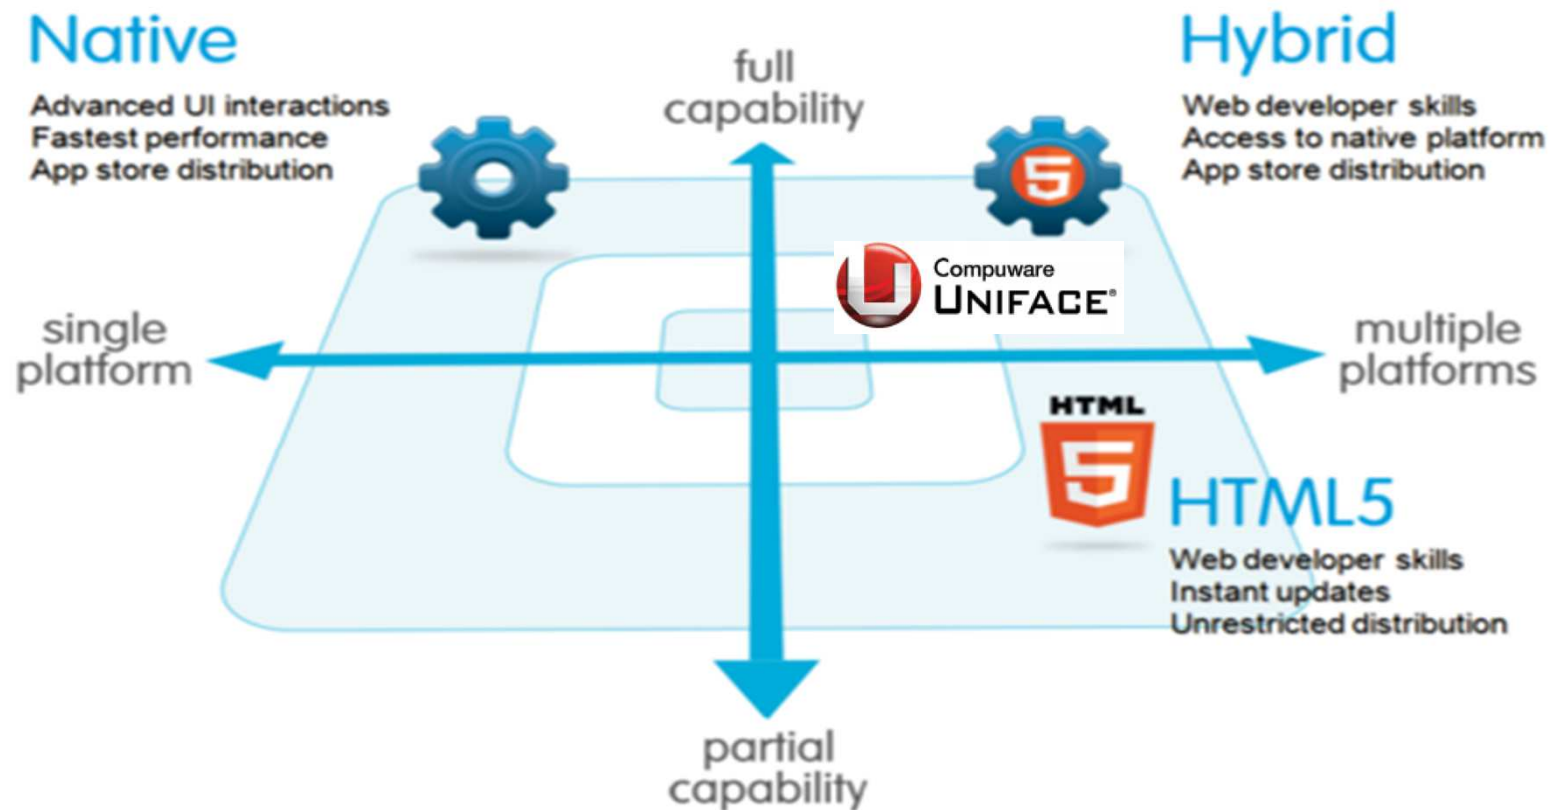 Native
Advanced UI interactions
Fastest performance
App store distribution
full
capability
Hybrid
Web developer skills
Access to native platform
App store distribution
5
Compuware
UNIFACE®
single
platform
multiple
platforms
HTML
5
HTML5
Web developer skills
Instant updates
Unrestricted distribution
partial
capability